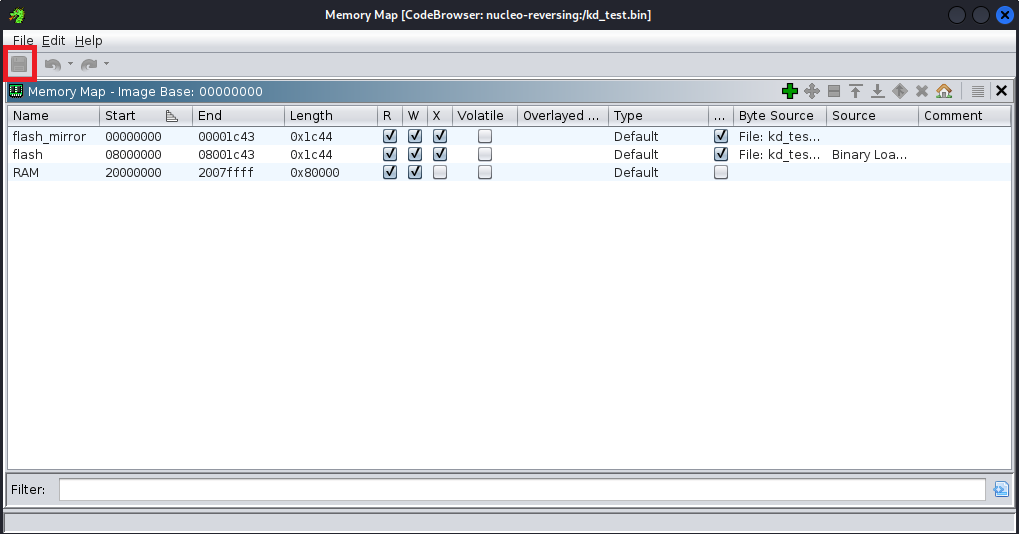 Memory Map [CodeBrowser: nucleo-reversing:/kd_test.bin]
File Edit Help
Memory Map - Image Base: 00000000
Name Start End Length R W X Volatile Overlayed ... Type ... Byte Source Source Comment
flash_mirror 00000000 00001c43 0x1c44 Default File: kd_tes...
flash 08000000 08001c43 0x1c44 Default File: kd_tes... Binary Loa...
RAM 20000000 2007ffff 0x80000 Default
Filter: